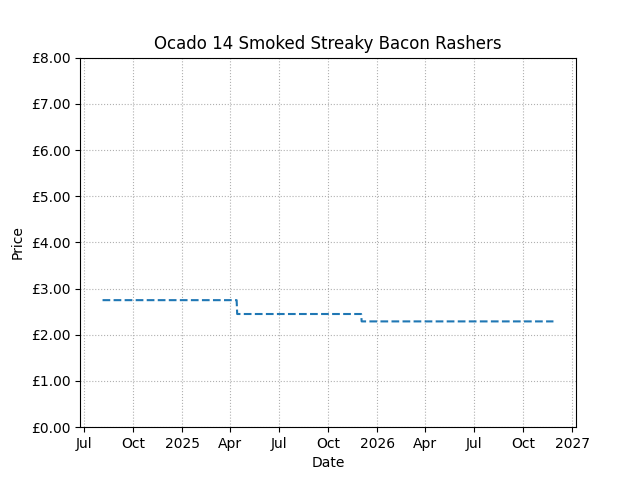 Ocado 14 Smoked Streaky Bacon Rashers
£8.00
£7.00
£6.00
£5.00
£4.00
£3.00
£2.00
£1.00
£0.00
Price
Jul Oct 2025 Apr Jul Oct 2026 Apr Jul Oct 2027
Date